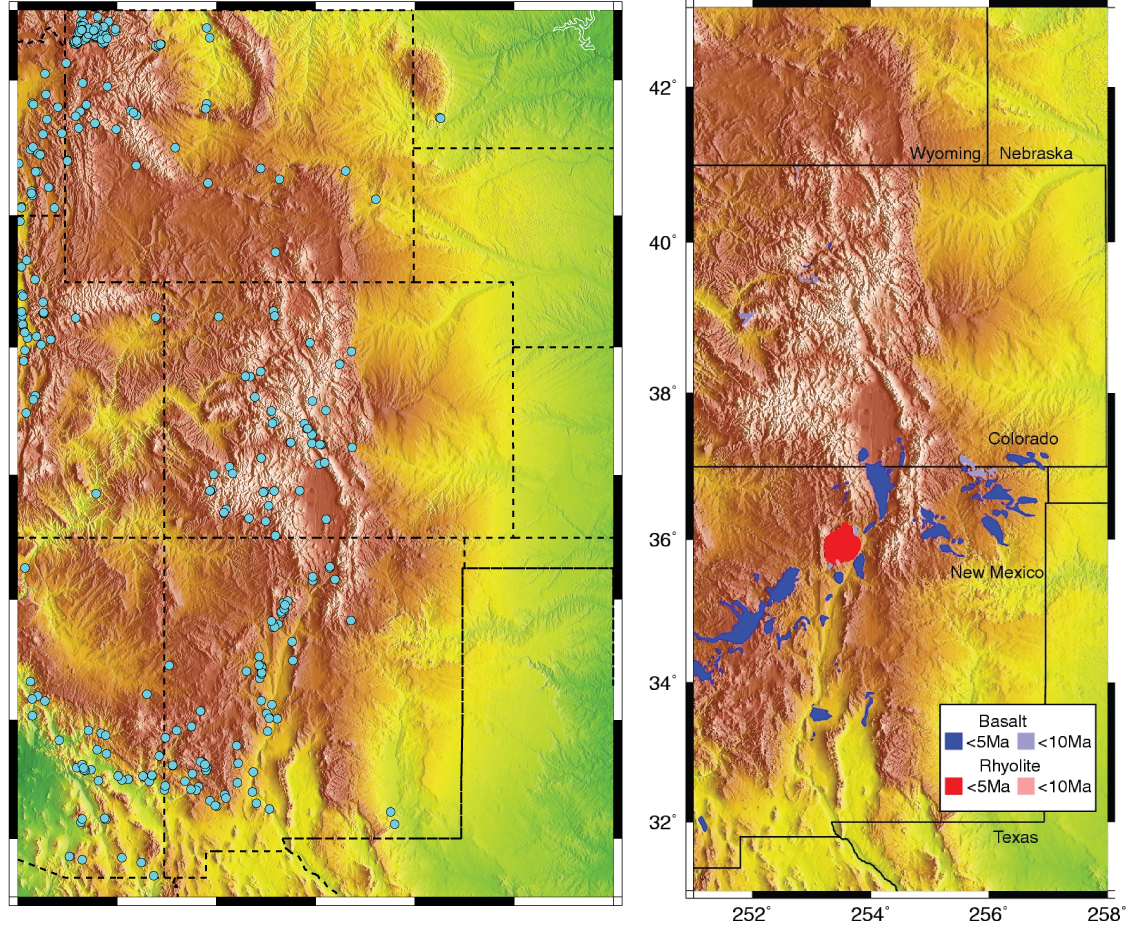 42°
Wyoming Nebraska
40°
38°
Colorado
36°
New Mexico
34°
Basalt
<5Ma <10Ma
Rhyolite
<5Ma <10Ma
32°
Texas
252° 254° 256° 258°